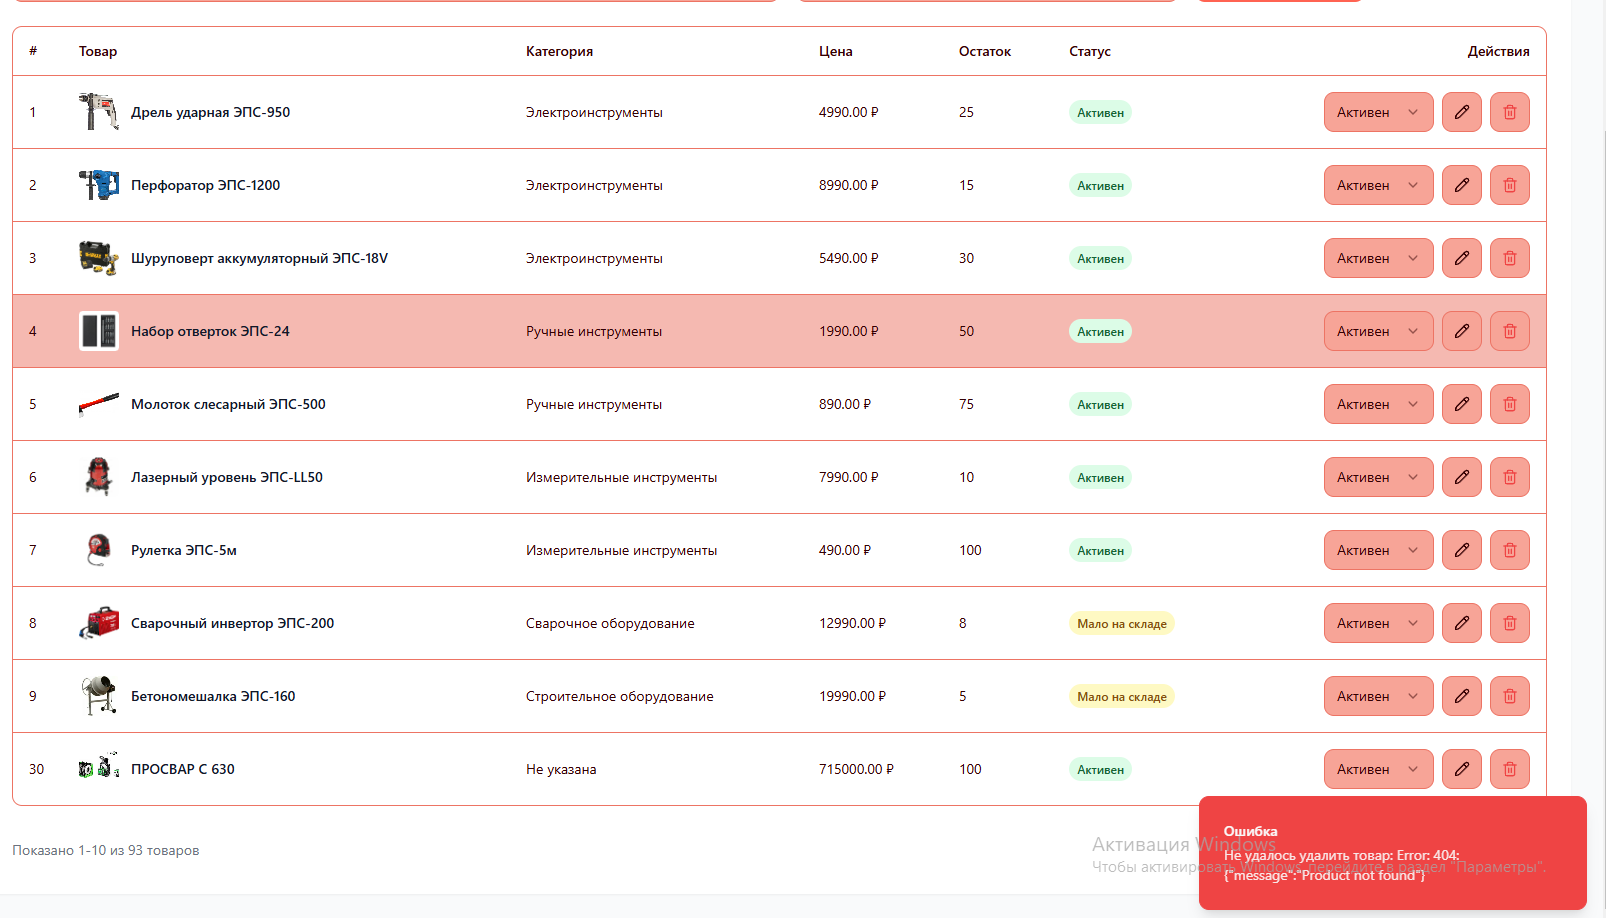 # Товар Категория Цена Остаток Статус Действия
1 Дрель ударная ЭПС-950 Электроинструменты 4990.00 ₽ 25 Активен Активен
2 Перфоратор ЭПС-1200 Электроинструменты 8990.00 ₽ 15 Активен Активен
3 Шуруповерт аккумуляторный ЭПС-18V Электроинструменты 5490.00 ₽ 30 Активен Активен
4 Набор отверток ЭПС-24 Ручные инструменты 1990.00 ₽ 50 Активен Активен
5 Молоток слесарный ЭПС-500 Ручные инструменты 890.00 ₽ 75 Активен Активен
6 Лазерный уровень ЭПС-LL50 Измерительные инструменты 7990.00 ₽ 10 Активен Активен
7 Рулетка ЭПС-5м Измерительные инструменты 490.00 ₽ 100 Активен Активен
8 Сварочный инвертор ЭПС-200 Сварочное оборудование 12990.00 ₽ 8 Мало на складе Активен
9 Бетономешалка ЭПС-160 Строительное оборудование 19990.00 ₽ 5 Мало на складе Активен
30 ПРОСВАР С 630 Не указана 715000.00 ₽ 100 Активен Активен
Показано 1-10 из 93 товаров
Активация Windows
Чтобы активировать Windows, перейдите в раздел "Параметры".
Ошибка
Не удалось удалить товар: Error: 404:
{"message":"Product not found"}